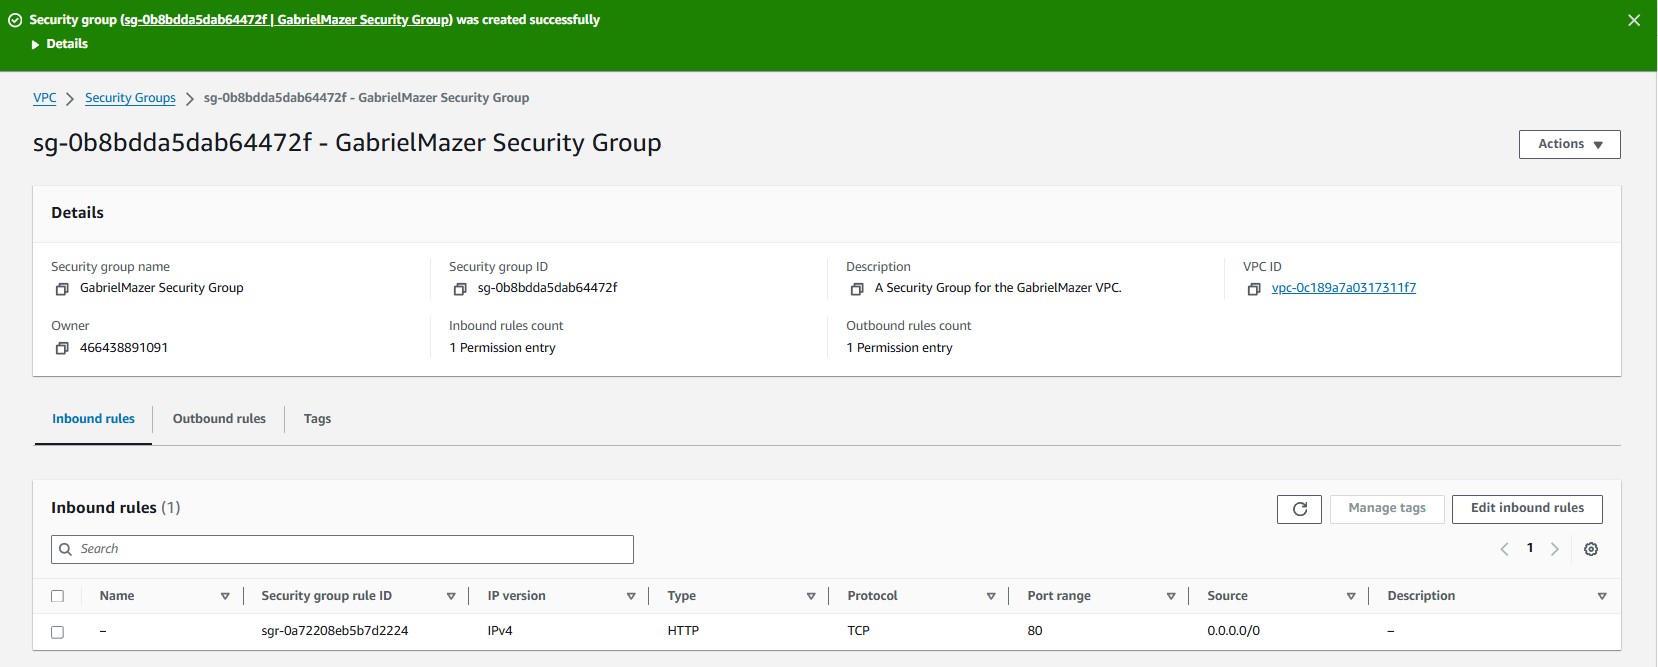 Security group (sg-0b8bdda5dab64472f | GabrielMazer Security Group) was created successfully
Details
VPC Security Groups sg-0b8bdda5dab64472f - GabrielMazer Security Group
sg-0b8bdda5dab64472f - GabrielMazer Security Group
Actions
Details
Security group name Security group ID Description VPC ID
GabrielMazer Security Group sg-0b8bdda5dab64472f A Security Group for the GabrielMazer VPC. vpc-0c189a7a0317311f7
Owner Inbound rules count Outbound rules count
466438891091 1 Permission entry 1 Permission entry
Inbound rules Outbound rules Tags
Inbound rules (1) Manage tags Edit inbound rules
Search 1
Name Security group rule ID IP version Type Protocol Port range Source Description
– sgr-0a72208eb5b7d2224 IPv4 HTTP TCP 80 0.0.0.0/0 –